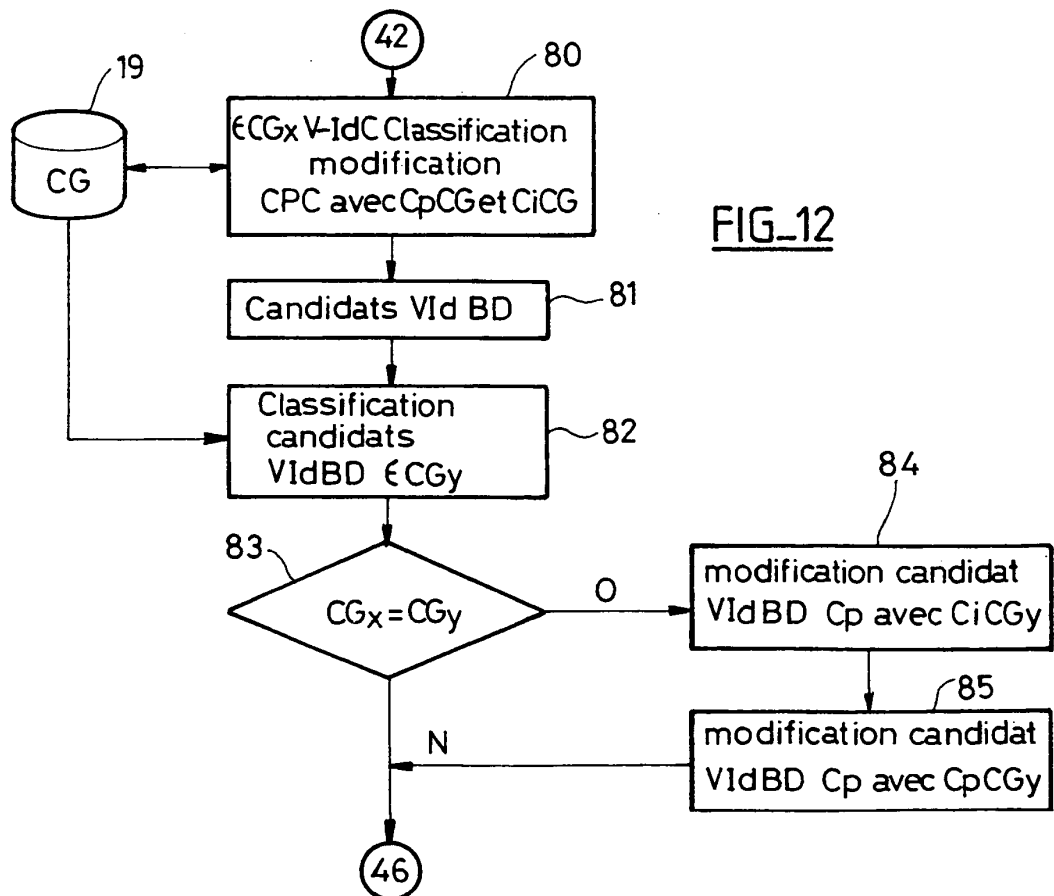 42
80
19
ϵCGx V-IdC Classification
modification
CPC avec CpCG et CiCG
CG
FIG_12
81
Candidats VId BD
Classification
candidats
VIdBD ϵ CGy
82
83
84
CGx = CGy
O
modification candidat
VIdBD Cp avec CiCGy
85
N
modification candidat
VIdBD Cp avec CpCGy
46